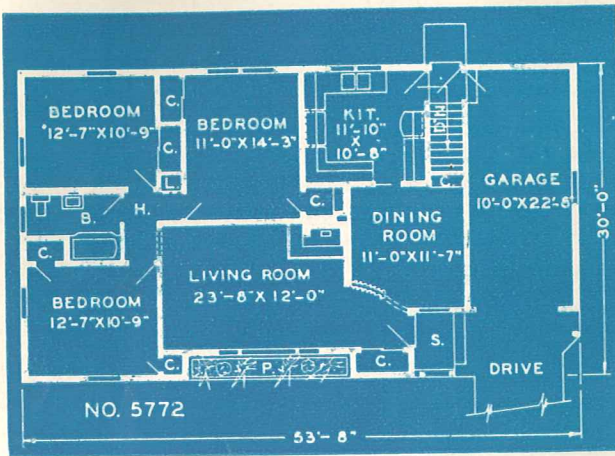 BEDROOM
12'-7"X10'-9"
C.
C.
L.
BEDROOM
11'-0"X14'-3"
KIT.
11'-10"
X
10'-8"
DN
C.
GARAGE
10'-0"X22'-8"
30'-0"
B.
H.
C.
C.
DINING
ROOM
11'-0"X11'-7"
LIVING ROOM
23'-8"X12'-0"
BEDROOM
12'-7"X10'-9"
C.
P.
C.
S.
DRIVE
NO. 5772
53'-8"